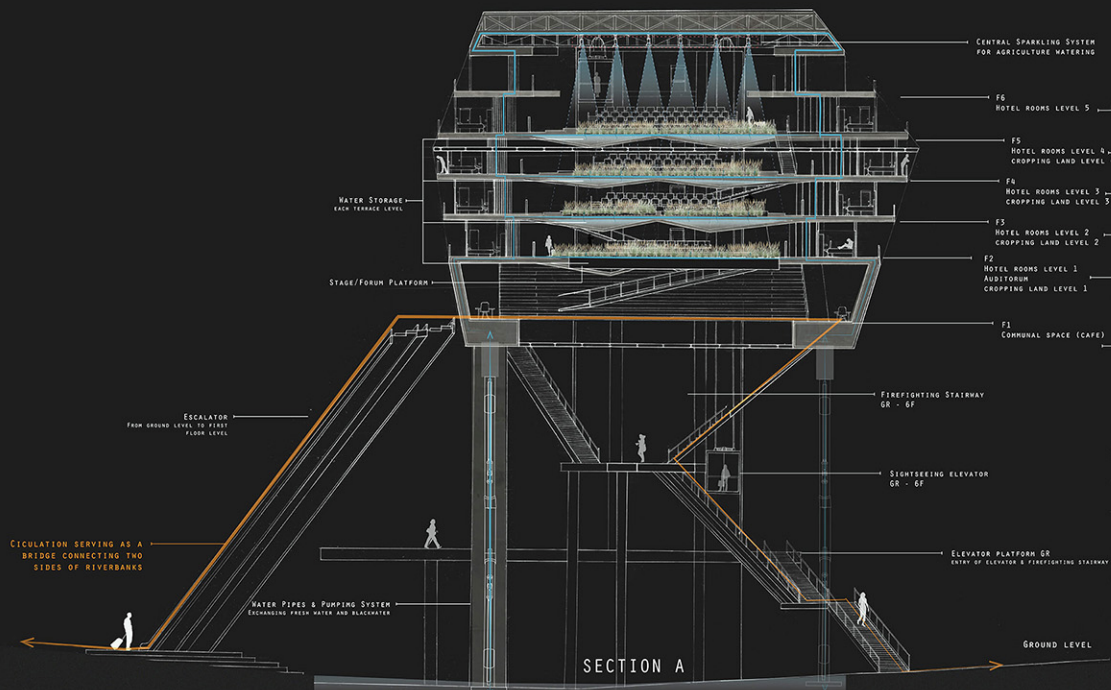 Central Sparkling System
for agriculture watering
F6
Hotel rooms level 5
F5
Hotel rooms level 4
Cropping land level
F4
Hotel rooms level 3
Cropping land level 3
F3
Hotel rooms level 2
Cropping land level 2
F2
Hotel rooms level 1
Auditorum
Cropping land level 1
F1
Communal space (cafe)
Water Storage
each terrace level
Stage/Forum Platform
Escalator
From ground level to first
floor level
Ciculation serving as a
bridge connecting two
sides of riverbanks
Water Pipes & Pumping System
Exchanging fresh water and blackwater
Firefighting Stairway
GR - 6F
Sightseeing elevator
GR - 6F
Elevator platform GR
Entry of elevator & firefighting stairway
Ground level
SECTION A